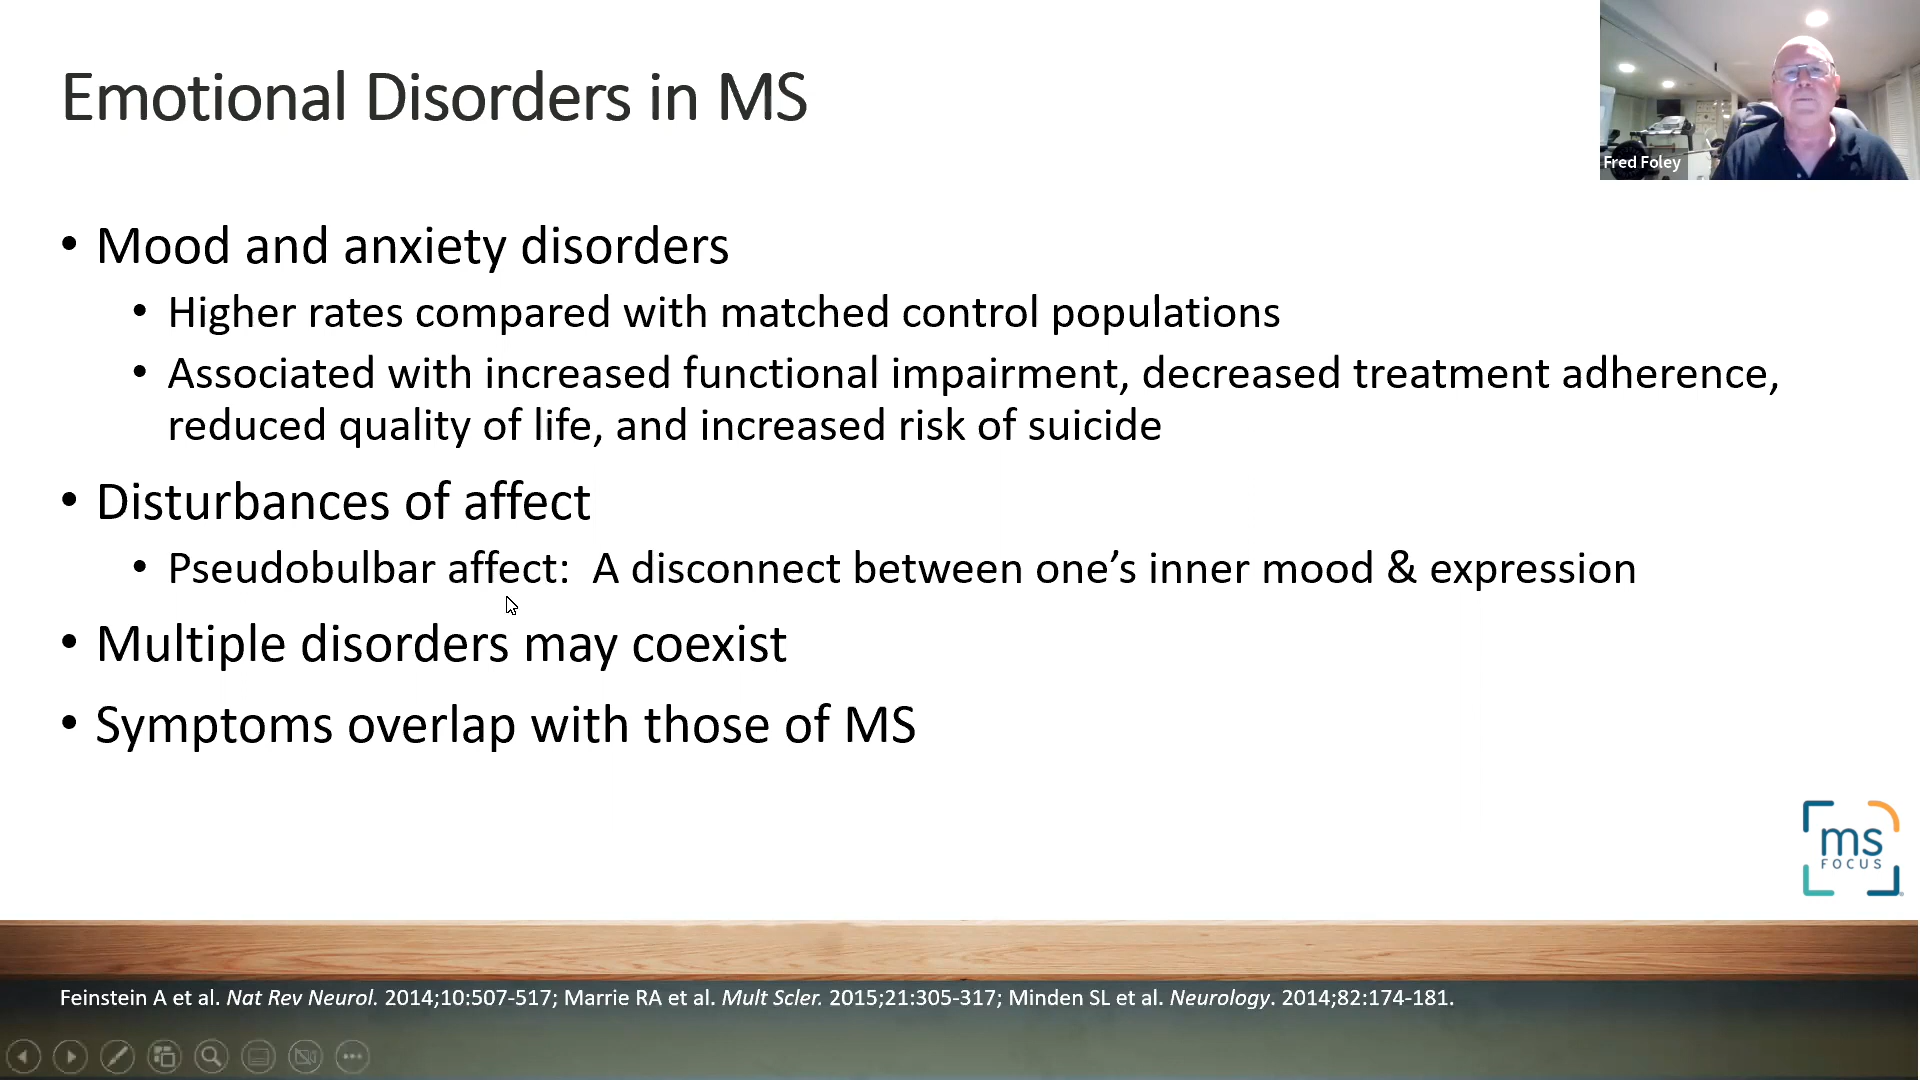 Emotional Disorders in MS
Fred Foley
• Mood and anxiety disorders
• Higher rates compared with matched control populations
• Associated with increased functional impairment, decreased treatment adherence,
reduced quality of life, and increased risk of suicide
• Disturbances of affect
• Pseudobulbar affect:  A disconnect between one’s inner mood & expression
• Multiple disorders may coexist
• Symptoms overlap with those of MS
ms
FOCUS
Feinstein A et al. Nat Rev Neurol. 2014;10:507-517; Marrie RA et al. Mult Scler. 2015;21:305-317; Minden SL et al. Neurology. 2014;82:174-181.